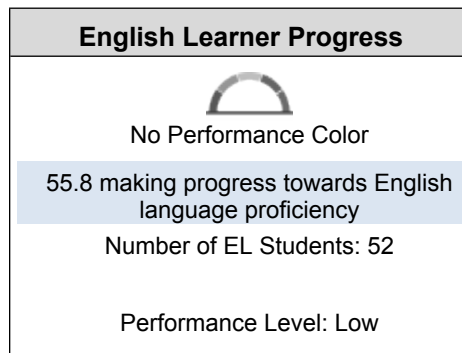 English Learner Progress
No Performance Color
55.8 making progress towards English
language proficiency
Number of EL Students: 52
Performance Level: Low